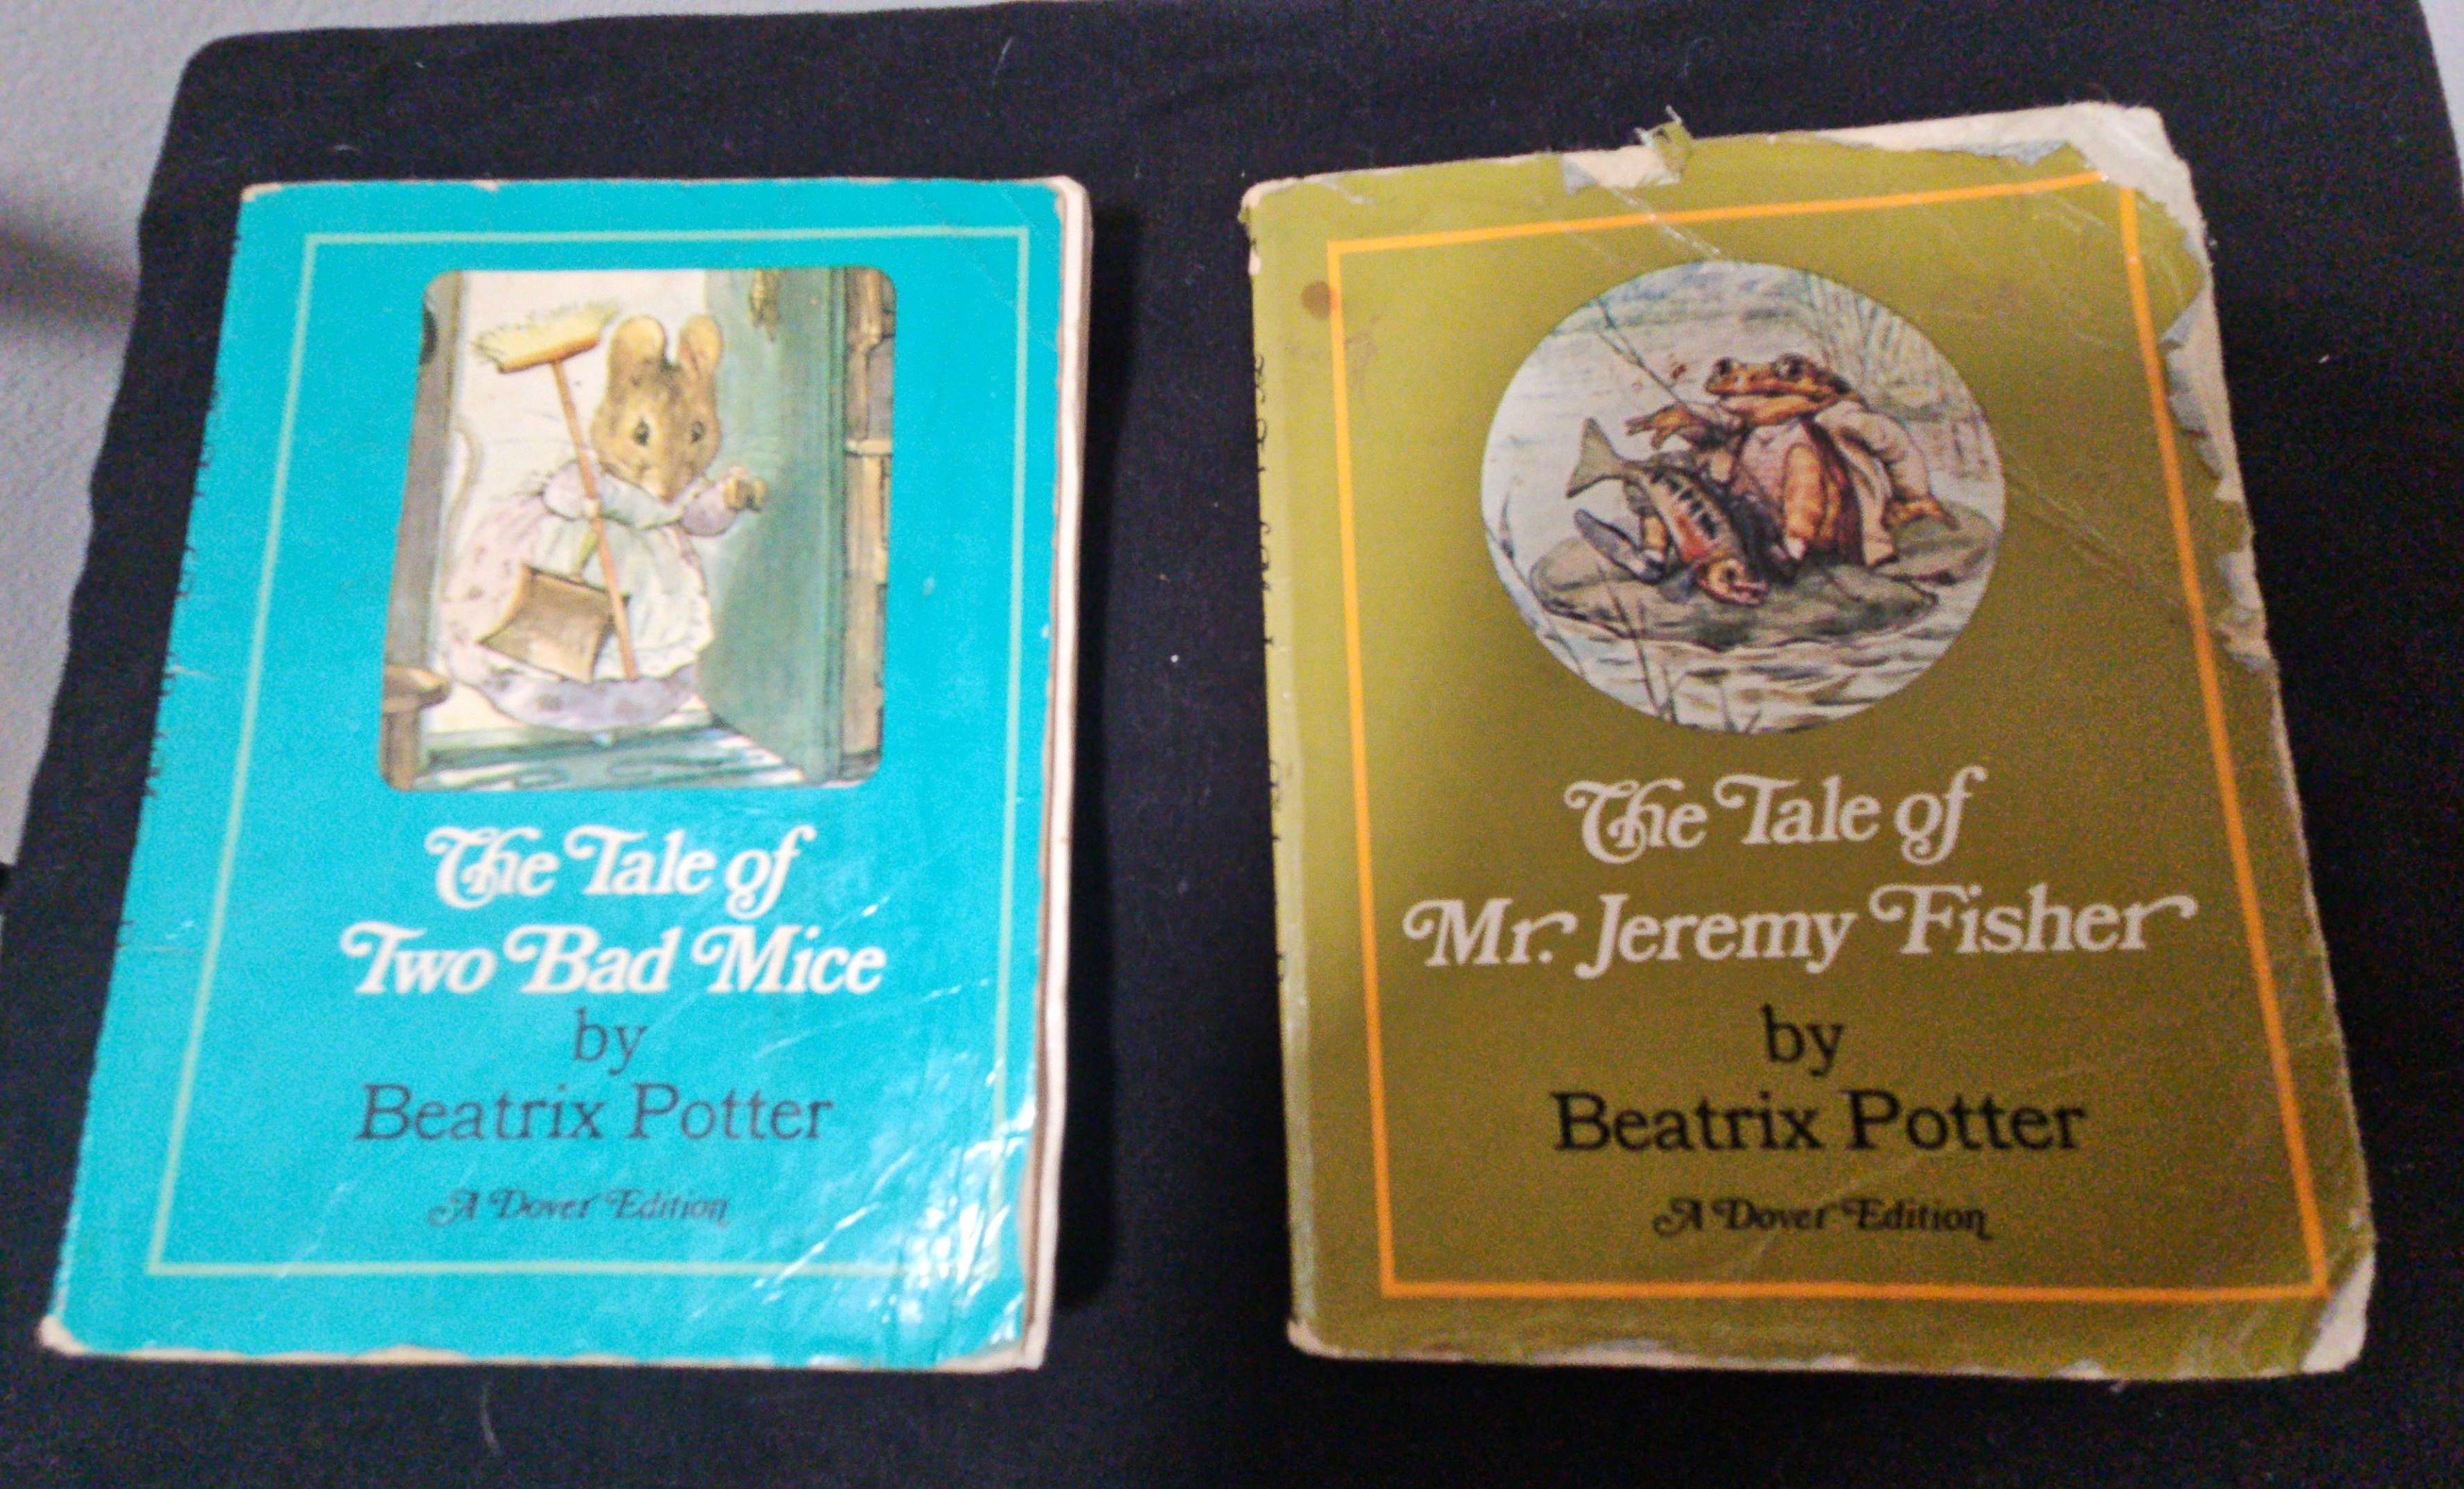 The Tale of
Two Bad Mice
by
Beatrix Potter
A Dover Edition
The Tale of
Mr. Jeremy Fisher
by
Beatrix Potter
A Dover Edition